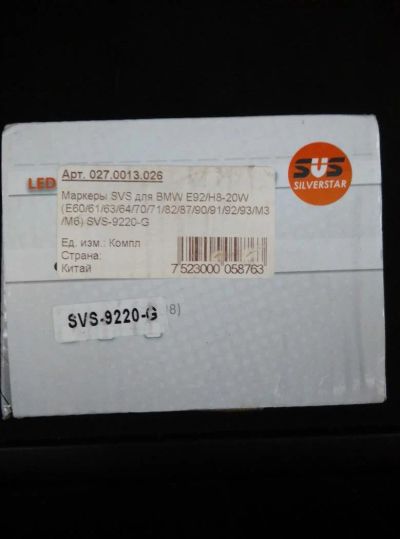 SVS
SILVERSTAR
LED
Арт. 027.0013.026
Маркеры SVS для BMW E92/H8-20W
(E60/61/63/64/70/71/82/87/90/91/92/93/M3
/M6) SVS-9220-G
Ед. изм.: Компл
Страна:
Китай
7 523000 058763
SVS-9220-G